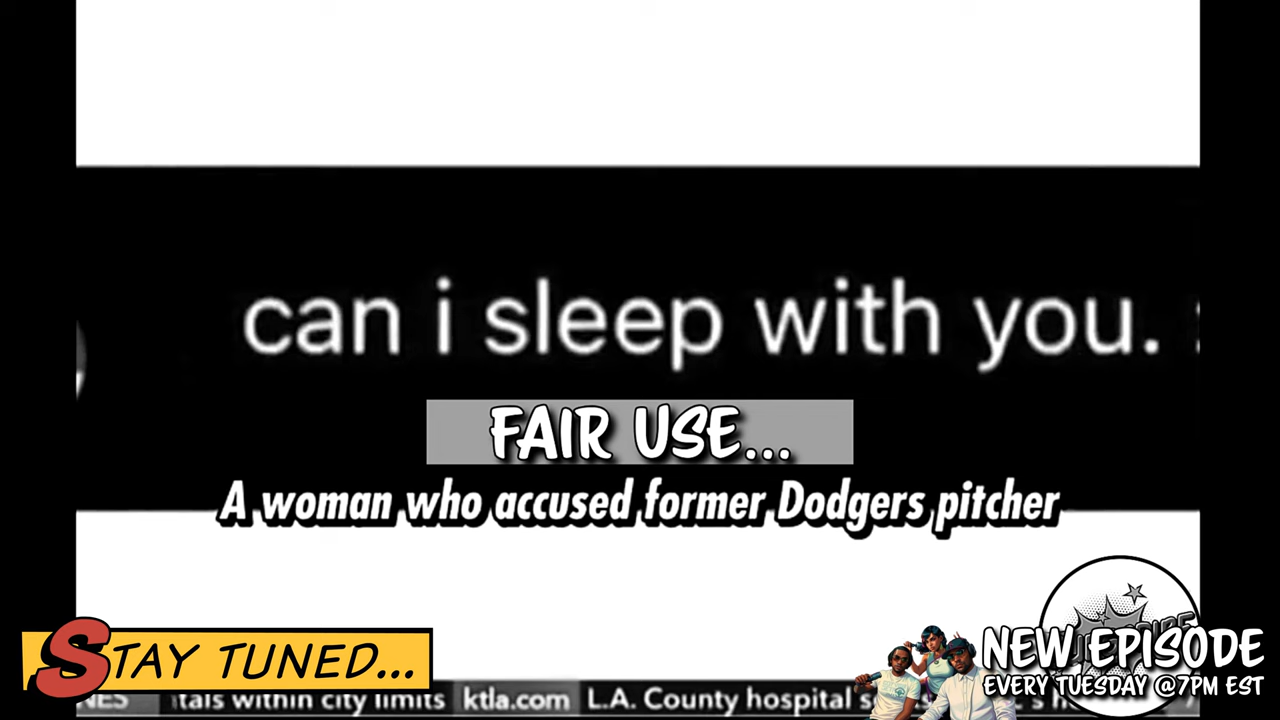 can i sleep with you.
FAIR USE...
A woman who accused former Dodgers pitcher
STAY TUNED...
NEW EPISODE
EVERY TUESDAY @7PM EST
within city limits ktla.com L.A. County hospital